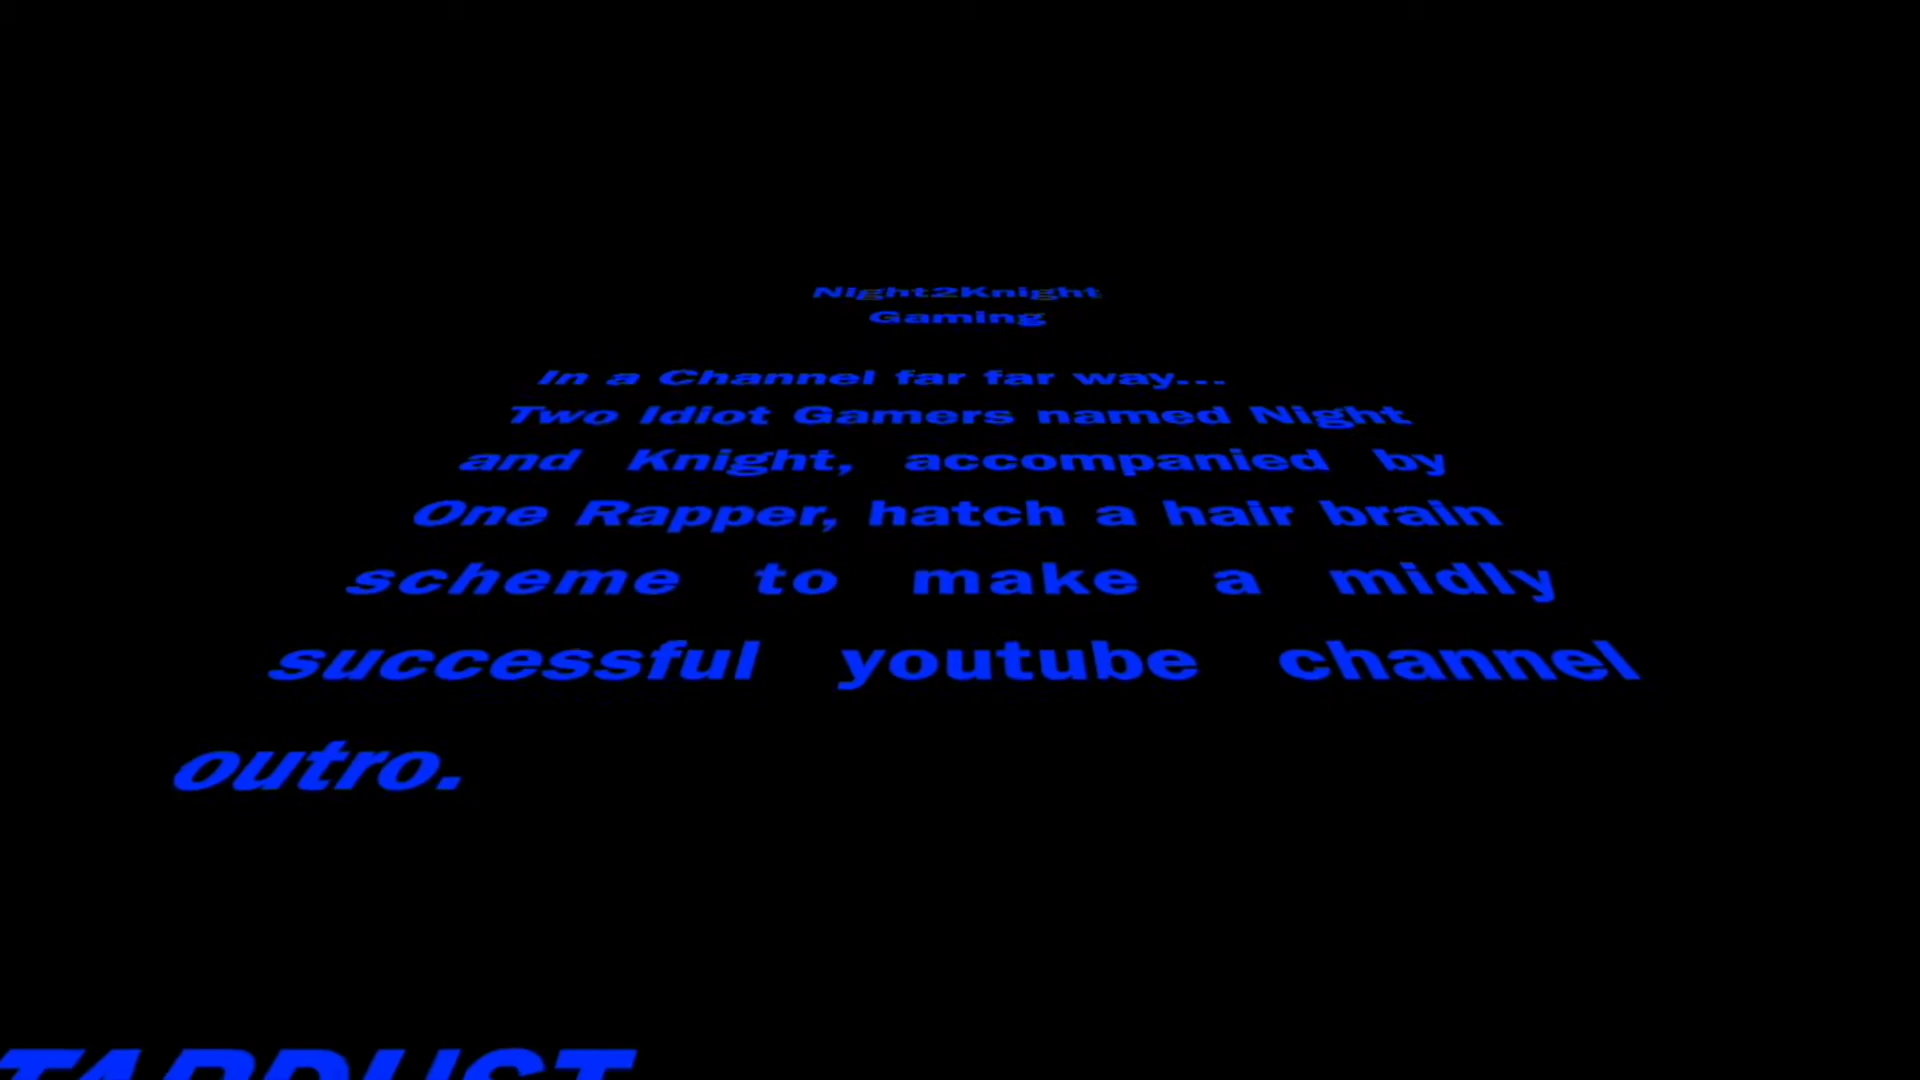 Night2Knight
Gaming
In a Channel far far way...
Two Idiot Gamers named Night
and Knight, accompanied by
One Rapper, hatch a hair brain
scheme to make a midly
successful youtube channel
outro.